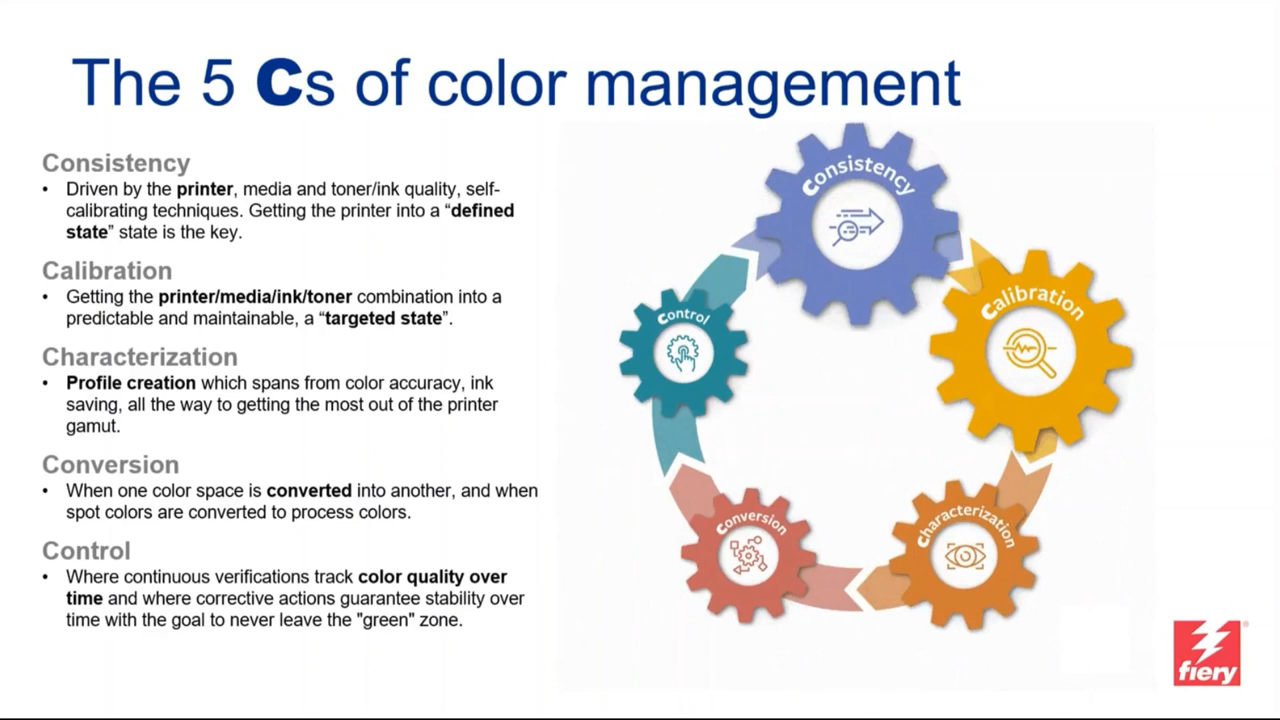 The 5 Cs of color management
Consistency
• Driven by the printer, media and toner/ink quality, self-
calibrating techniques. Getting the printer into a “defined
state” state is the key.
Calibration
• Getting the printer/media/ink/toner combination into a
predictable and maintainable, a “targeted state”.
Characterization
• Profile creation which spans from color accuracy, ink
saving, all the way to getting the most out of the printer
gamut.
Conversion
• When one color space is converted into another, and when
spot colors are converted to process colors.
Control
• Where continuous verifications track color quality over
time and where corrective actions guarantee stability over
time with the goal to never leave the "green" zone.
Consistency
Calibration
Characterization
Conversion
Control
fiery®